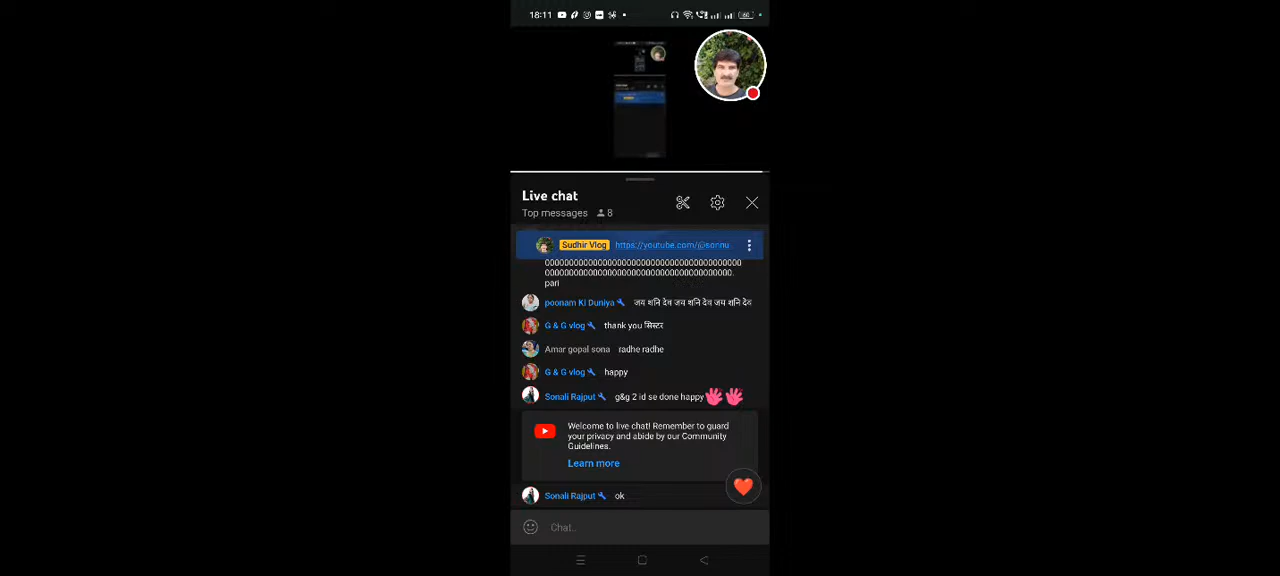 18:11
Live chat
Top messages 8
Sudhir Vlog https://youtube.com/@sonnu
pari
poonam Ki Duniya जय शनि देव जय शनि देव जय शनि देव
G & G vlog thank you सिस्टर
Amar gopal sona radhe radhe
G & G vlog happy
Sonali Rajput g&g 2 id se done happy
Welcome to live chat! Remember to guard
your privacy and abide by our Community
Guidelines.
Learn more
Sonali Rajput ok
Chat..